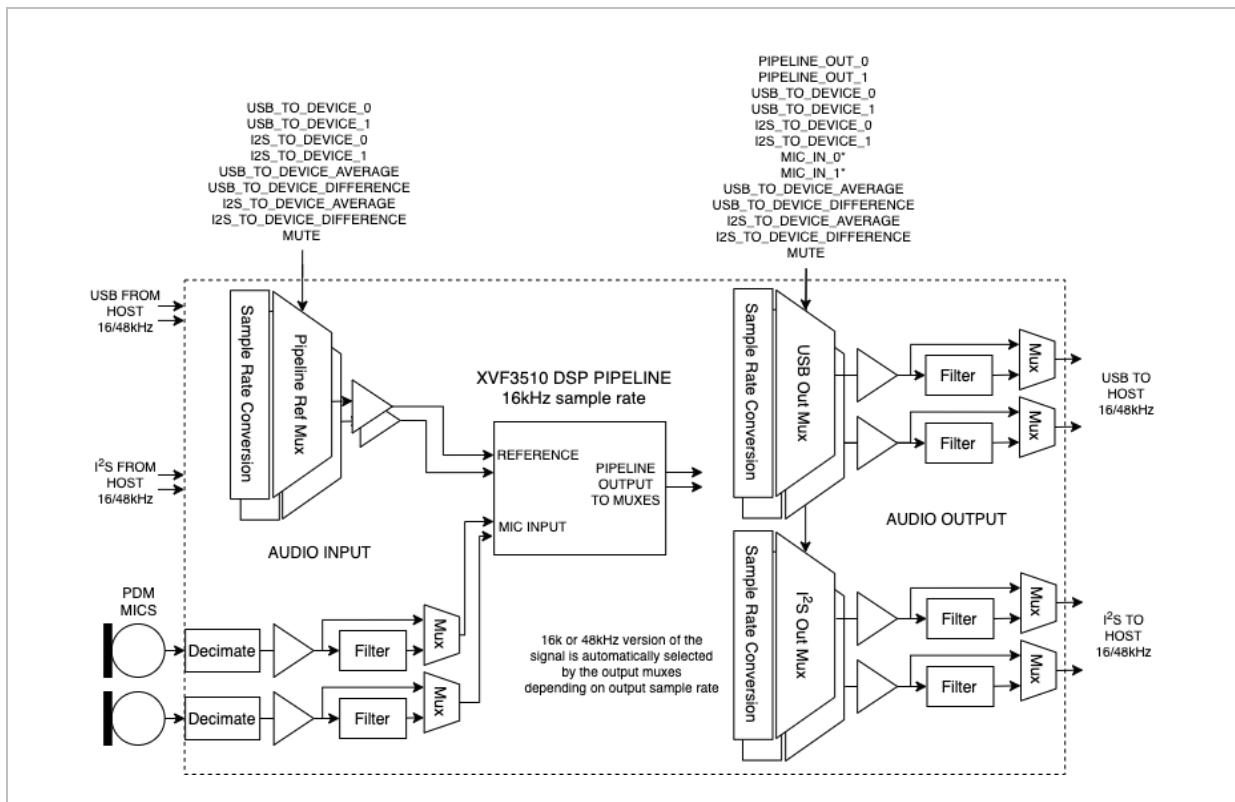 USB_TO_DEVICE_0
USB_TO_DEVICE_1
I2S_TO_DEVICE_0
I2S_TO_DEVICE_1
USB_TO_DEVICE_AVERAGE
USB_TO_DEVICE_DIFFERENCE
I2S_TO_DEVICE_AVERAGE
I2S_TO_DEVICE_DIFFERENCE
MUTE
PIPELINE_OUT_0
PIPELINE_OUT_1
USB_TO_DEVICE_0
USB_TO_DEVICE_1
I2S_TO_DEVICE_0
I2S_TO_DEVICE_1
MIC_IN_0*
MIC_IN_1*
USB_TO_DEVICE_AVERAGE
USB_TO_DEVICE_DIFFERENCE
I2S_TO_DEVICE_AVERAGE
I2S_TO_DEVICE_DIFFERENCE
MUTE
USB FROM
HOST
16/48kHz
Sample Rate Conversion
Pipeline Ref Mux
I²S FROM
HOST
16/48kHz
AUDIO INPUT
XVF3510 DSP PIPELINE
16kHz sample rate
REFERENCE
PIPELINE
OUTPUT
TO MUXES
MIC INPUT
PDM
MICS
Decimate
Filter
Mux
Decimate
Filter
Mux
16k or 48kHz version of the
signal is automatically selected
by the output muxes
depending on output sample rate
Sample Rate Conversion
USB Out Mux
Filter
Mux
Filter
Mux
USB TO
HOST
16/48kHz
AUDIO OUTPUT
Sample Rate Conversion
I²S Out Mux
Filter
Mux
Filter
Mux
I²S TO
HOST
16/48kHz